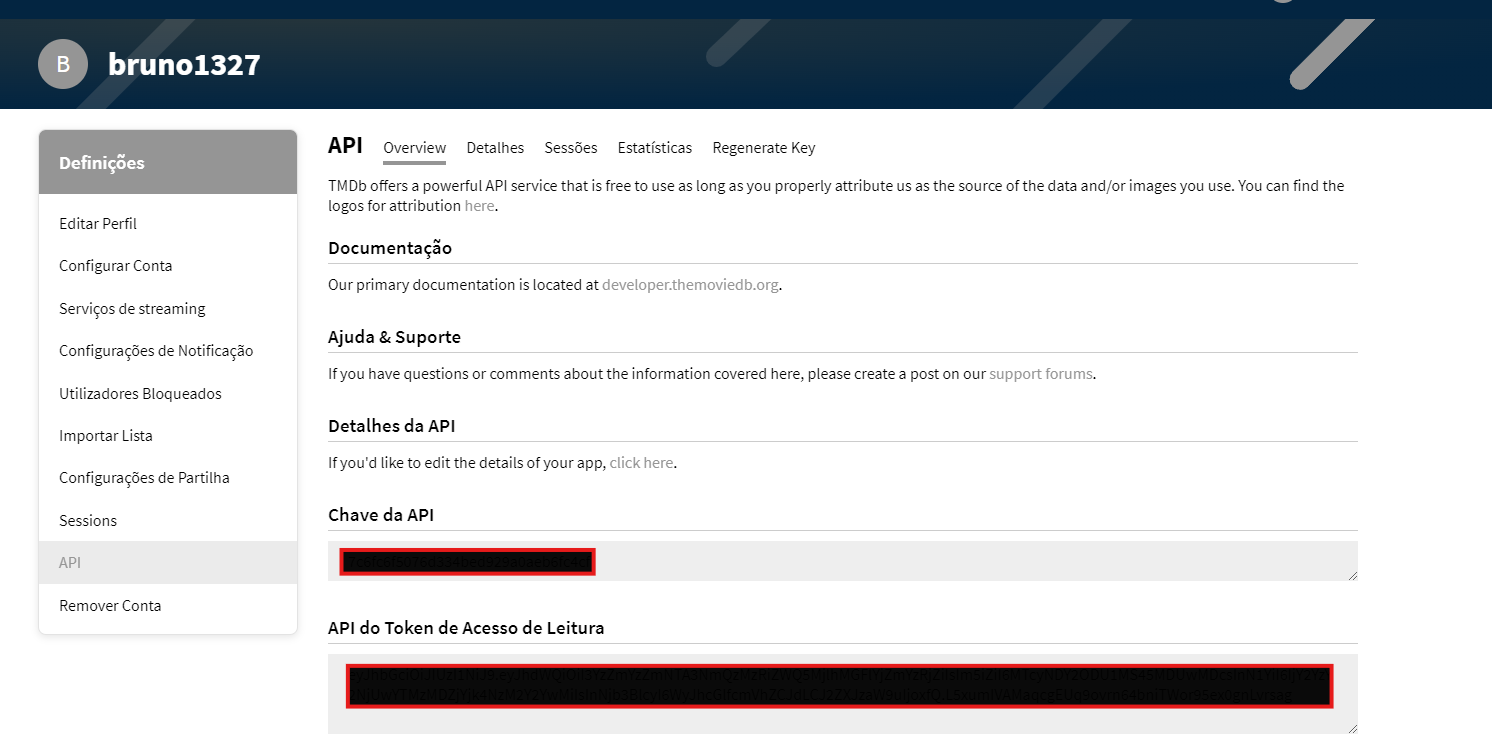 B
bruno1327
Definições
Editar Perfil
Configurar Conta
Serviços de streaming
Configurações de Notificação
Utilizadores Bloqueados
Importar Lista
Configurações de Partilha
Sessions
API
Remover Conta
API Overview Detalhes Sessões Estatísticas Regenerate Key
TMDb offers a powerful API service that is free to use as long as you properly attribute us as the source of the data and/or images you use. You can find the
logos for attribution here.
Documentação
Our primary documentation is located at developer.themoviedb.org.
Ajuda & Suporte
If you have questions or comments about the information covered here, please create a post on our support forums.
Detalhes da API
If you'd like to edit the details of your app, click here.
Chave da API
API do Token de Acesso de Leitura